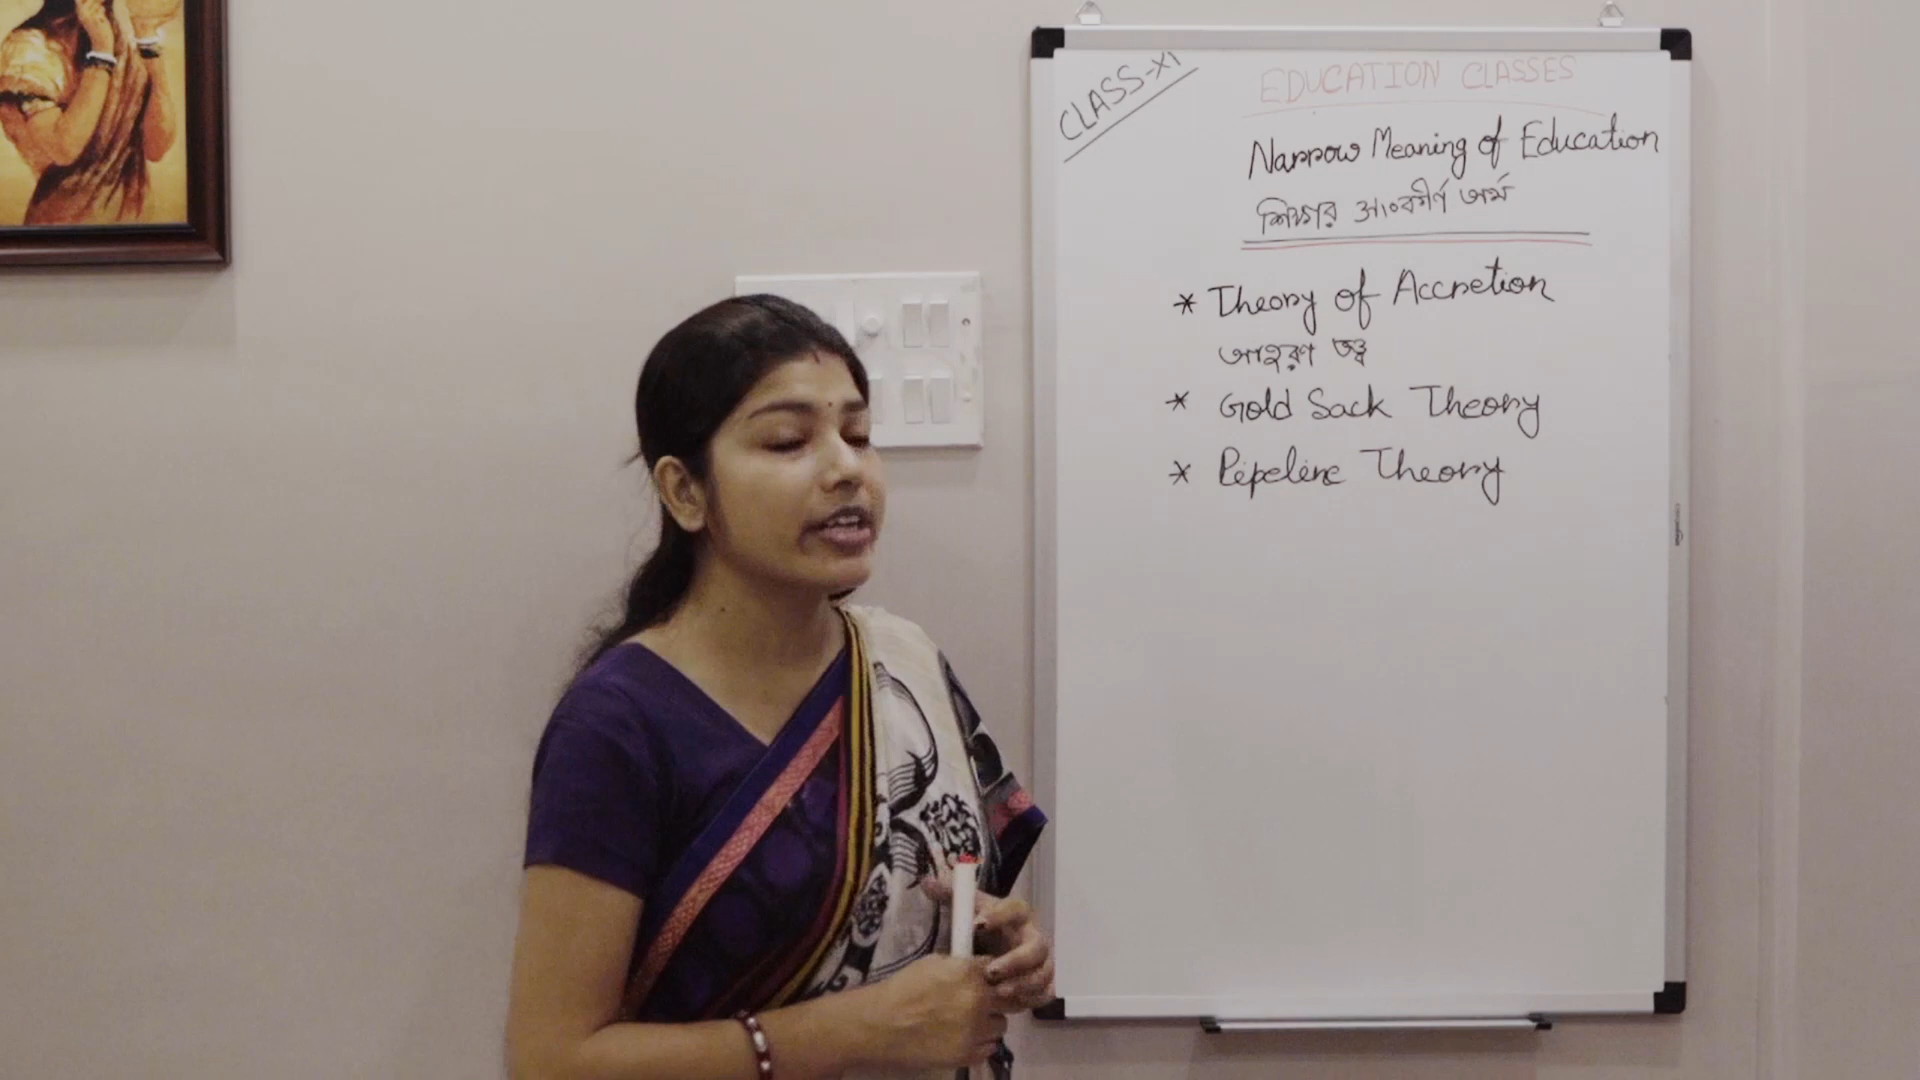 CLASS-XI
EDUCATION CLASSES
Narrow Meaning of Education
শিক্ষার সংকীর্ণ অর্থ
* Theory of Accretion
আহরণ তত্ত্ব
* Gold Sack Theory
* Pipeline Theory